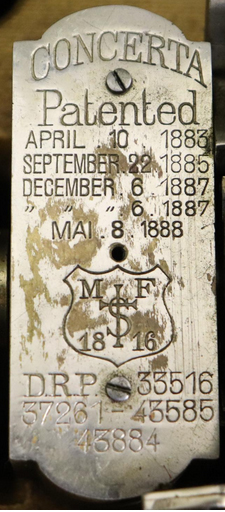 CONCERTA
Patented
APRIL 10 1883
SEPTEMBER 22 1885
DECEMBER 6 1887
" " " 6. 1887
MAI 8 1888
M F
18 16
D.R.P. 33516
37261-43585
43884